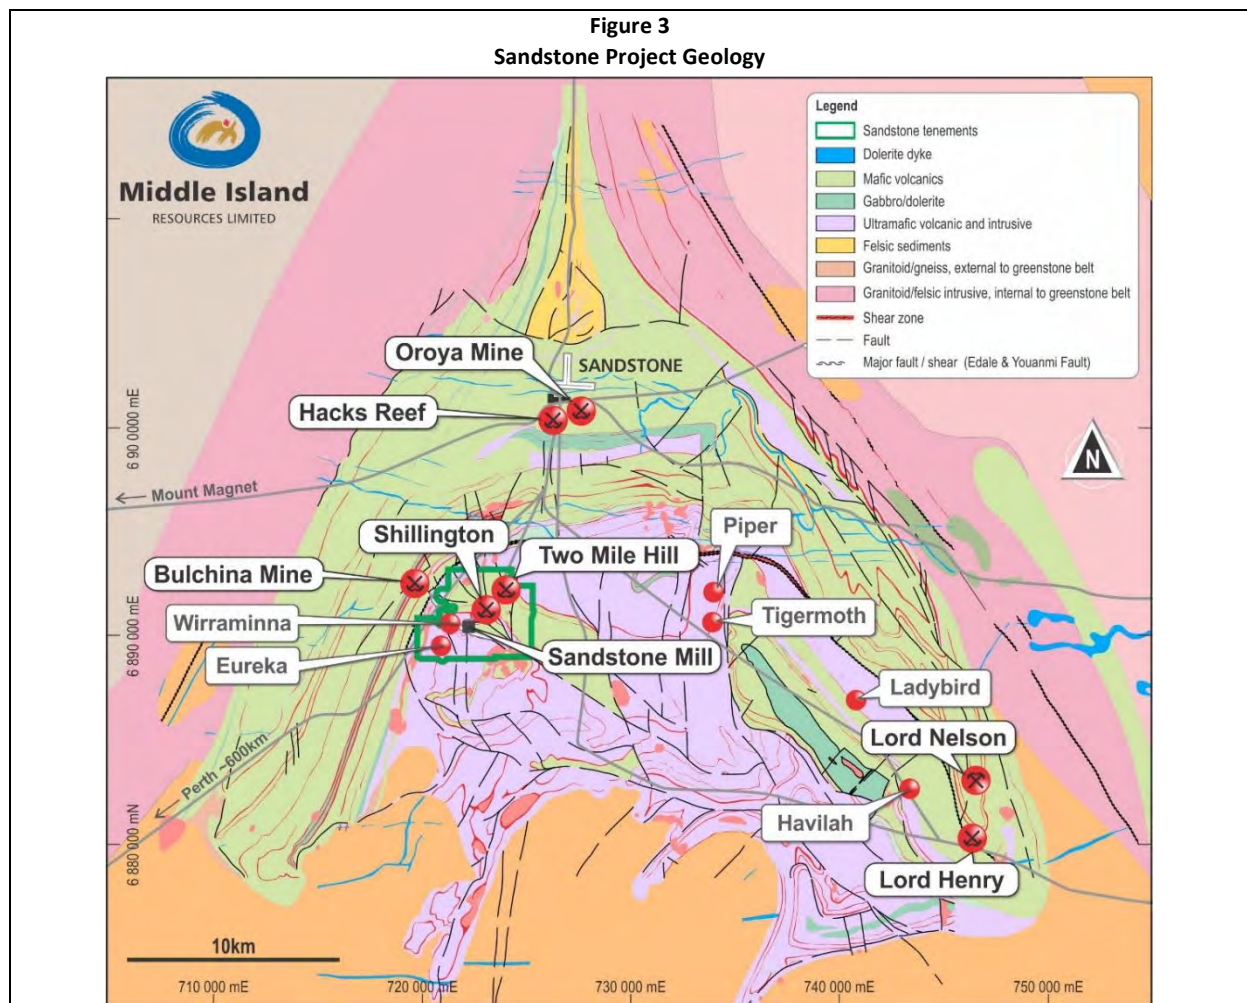 Figure 3
Sandstone Project Geology
Middle Island
RESOURCES LIMITED
Legend
Sandstone tenements
Dolerite dyke
Mafic volcanics
Gabbro/dolerite
Ultramafic volcanic and intrusive
Felsic sediments
Granitoid/gneiss, external to greenstone belt
Granitoid/felsic intrusive, internal to greenstone belt
Shear zone
Fault
Major fault / shear (Edale & Youanmi Fault)
Oroya Mine
SANDSTONE
Hacks Reef
6 90 0000 mE
N
Mount Magnet
Shillington
Piper
Two Mile Hill
Bulchina Mine
Wirraminna
Tigermoth
6 890 000 mE
Eureka
Sandstone Mill
Ladybird
Lord Nelson
Perth ~600km
Havilah
6 880 000 mN
Lord Henry
10km
710 000 mE
720 000 mE
730 000 mE
740 000 mE
750 000 mE